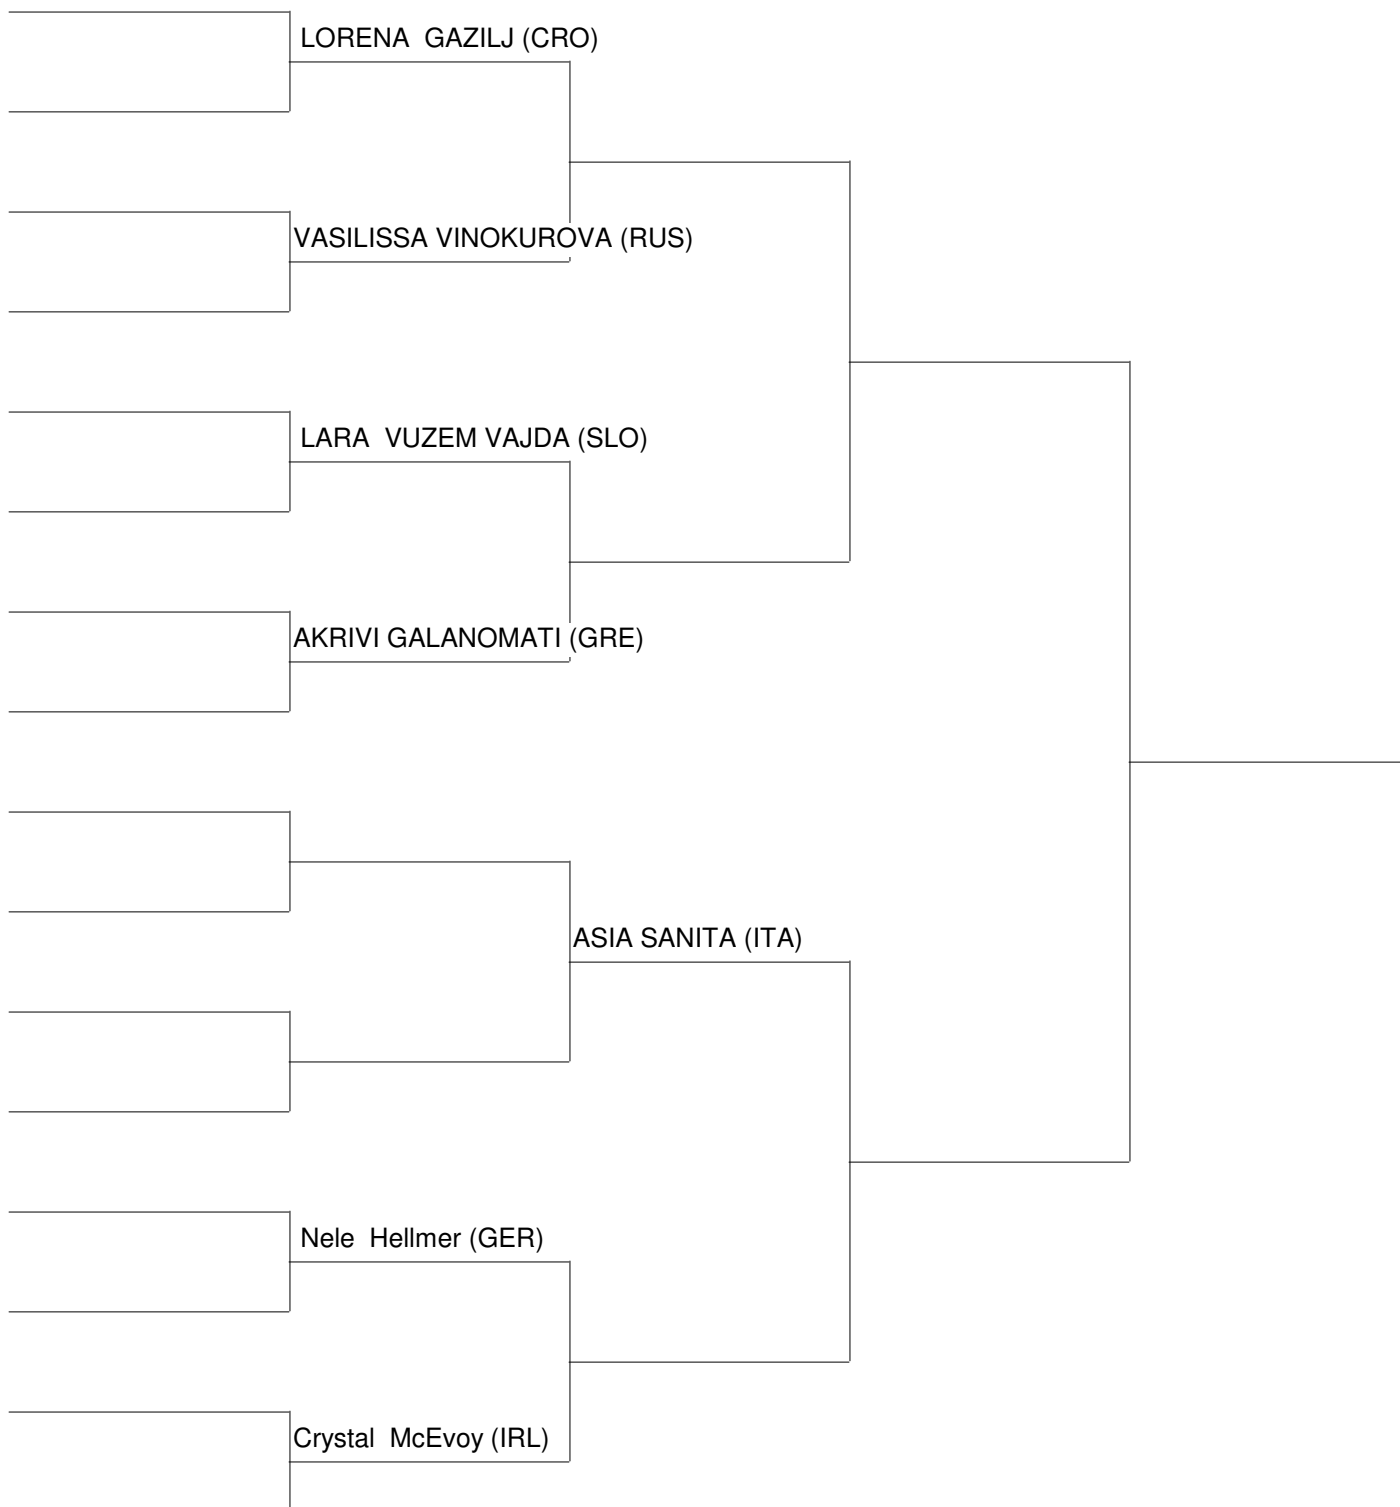 LORENA  GAZILJ (CRO)
VASILISSA VINOKUROVA (RUS)
LARA  VUZEM VAJDA (SLO)
AKRIVI GALANOMATI (GRE)
ASIA SANITA (ITA)
Nele  Hellmer (GER)
Crystal  McEvoy (IRL)